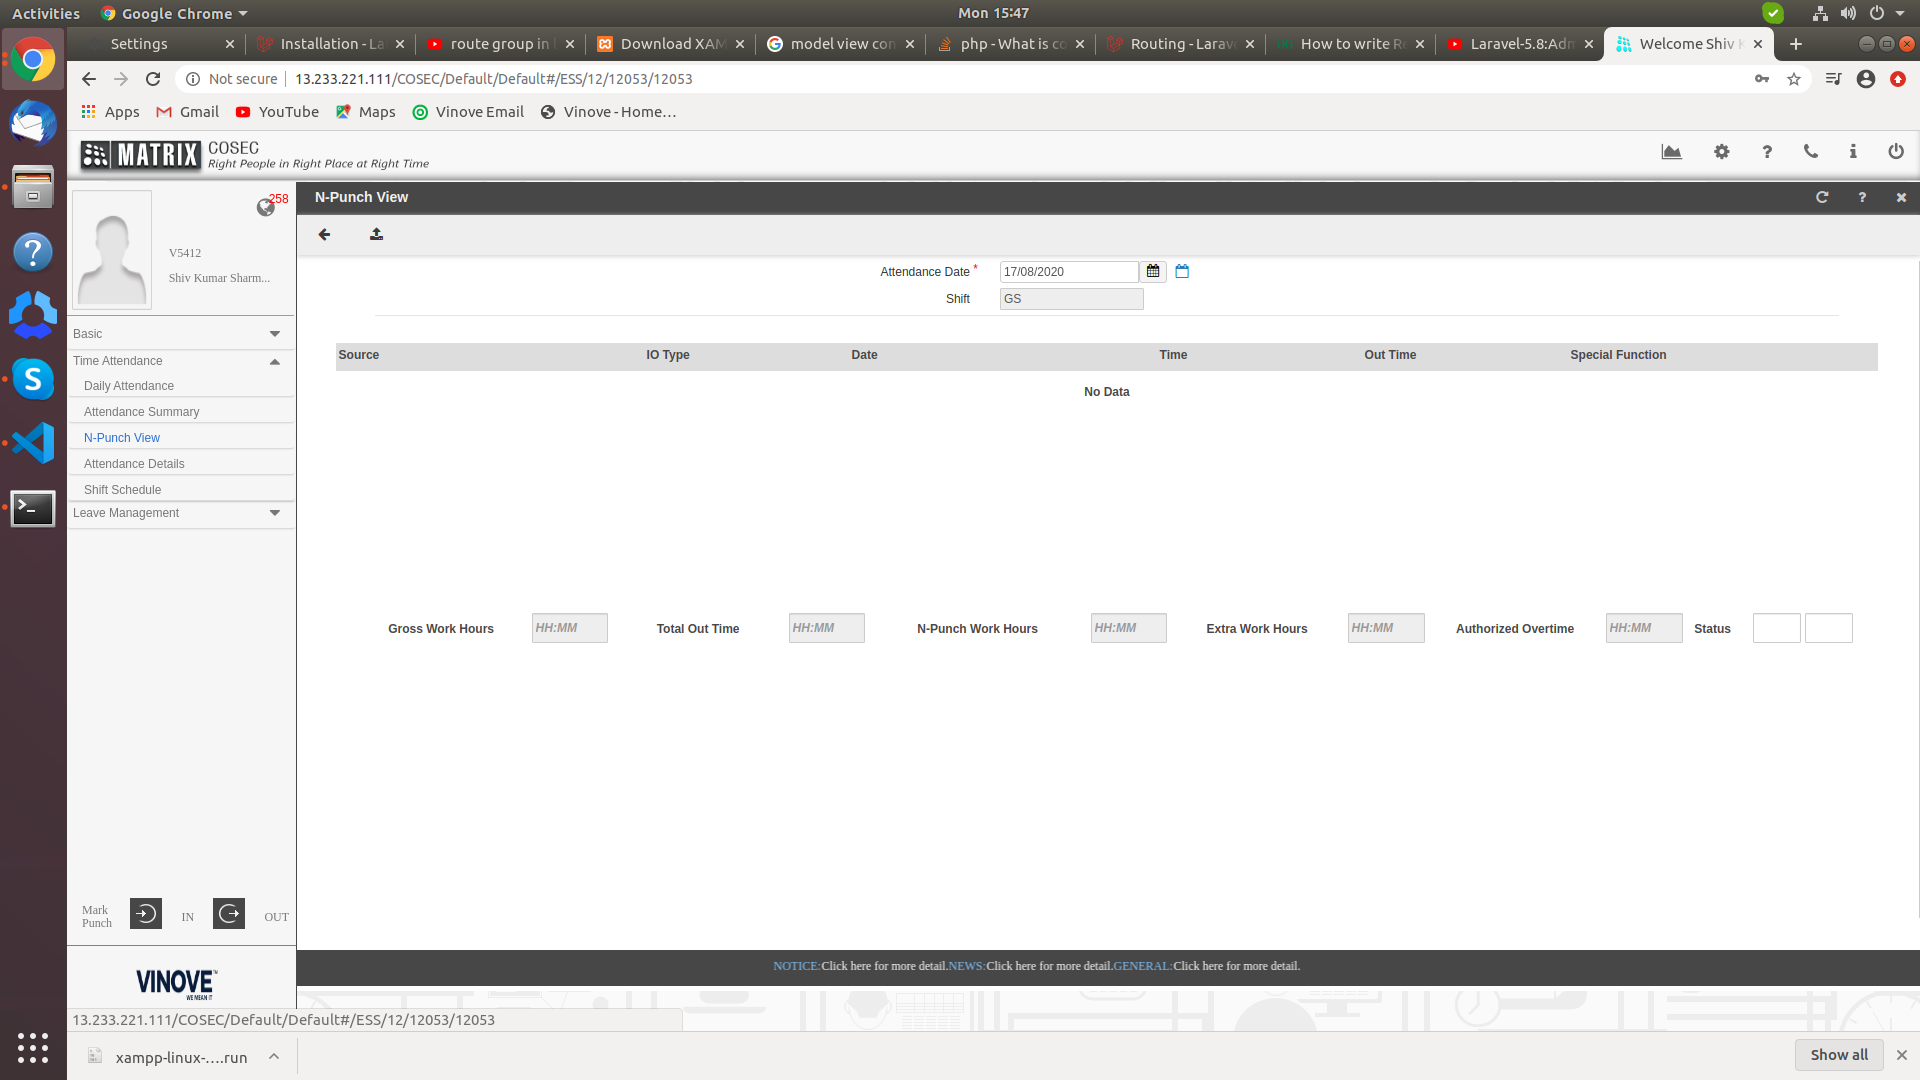 Activities Google Chrome Mon 15:47
Settings Installation - La route group in l Download XAM model view con php - What is co Routing - Larave How to write Re Laravel-5.8:Adm Welcome Shiv K
Not secure 13.233.221.111/COSEC/Default/Default#/ESS/12/12053/12053
Apps Gmail YouTube Maps Vinove Email Vinove - Home…
MATRIX COSEC
Right People in Right Place at Right Time
258
V5412
Shiv Kumar Sharm...
Basic
Time Attendance
Daily Attendance
Attendance Summary
N-Punch View
Attendance Details
Shift Schedule
Leave Management
Mark Punch IN OUT
VINOVE™
WE MEAN IT
N-Punch View
Attendance Date * 17/08/2020
Shift GS
Source IO Type Date Time Out Time Special Function
No Data
Gross Work Hours HH:MM Total Out Time HH:MM N-Punch Work Hours HH:MM Extra Work Hours HH:MM Authorized Overtime HH:MM Status
NOTICE:Click here for more detail.NEWS:Click here for more detail.GENERAL:Click here for more detail.
13.233.221.111/COSEC/Default/Default#/ESS/12/12053/12053
xampp-linux-….run Show all